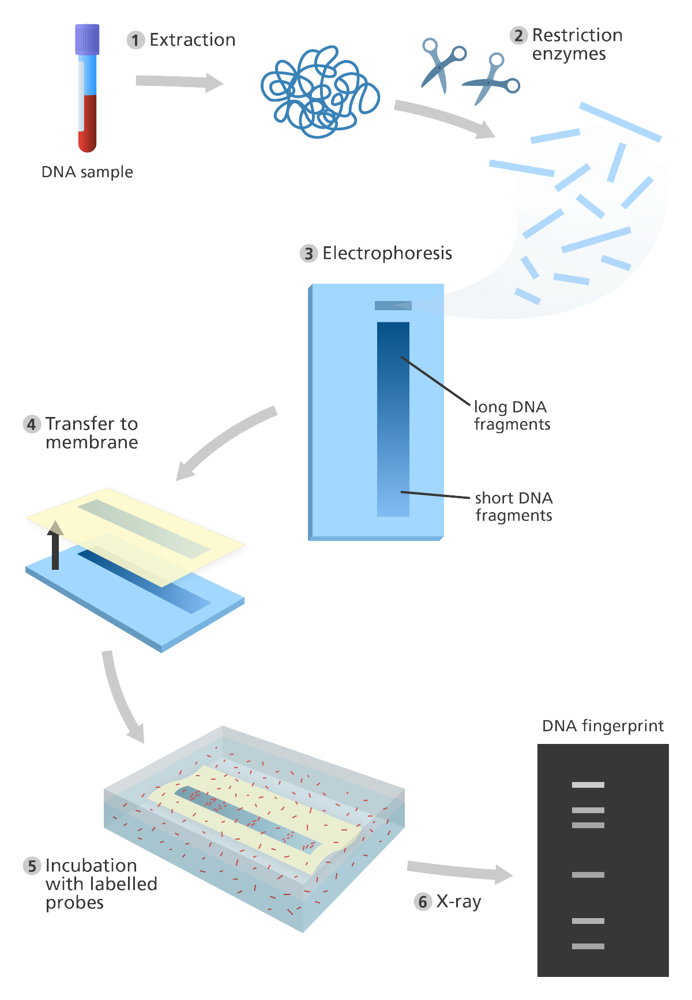 1 Extraction
DNA sample
2 Restriction
enzymes
3 Electrophoresis
long DNA
fragments
short DNA
fragments
4 Transfer to
membrane
5 Incubation
with labelled
probes
6 X-ray
DNA fingerprint